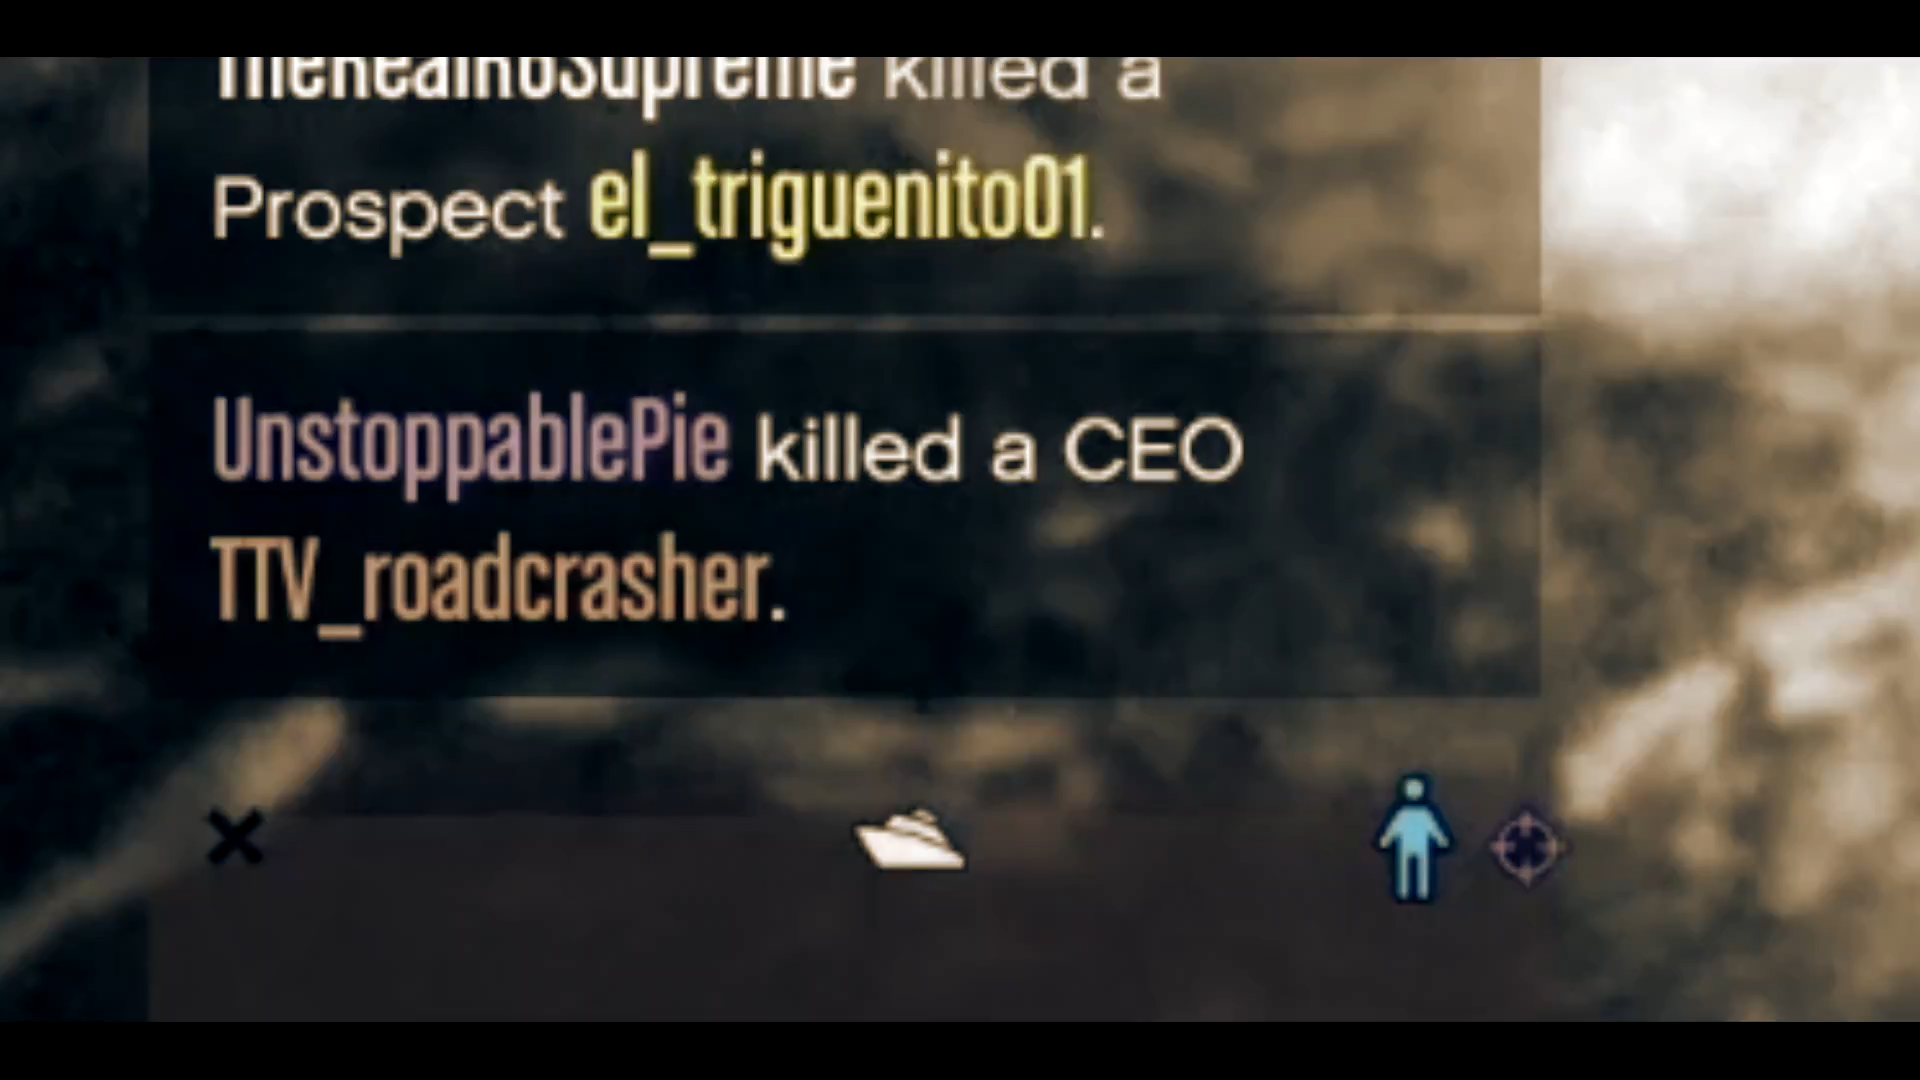 killed a
Prospect el_triguenito01.
UnstoppablePie killed a CEO
TTV_roadcrasher.